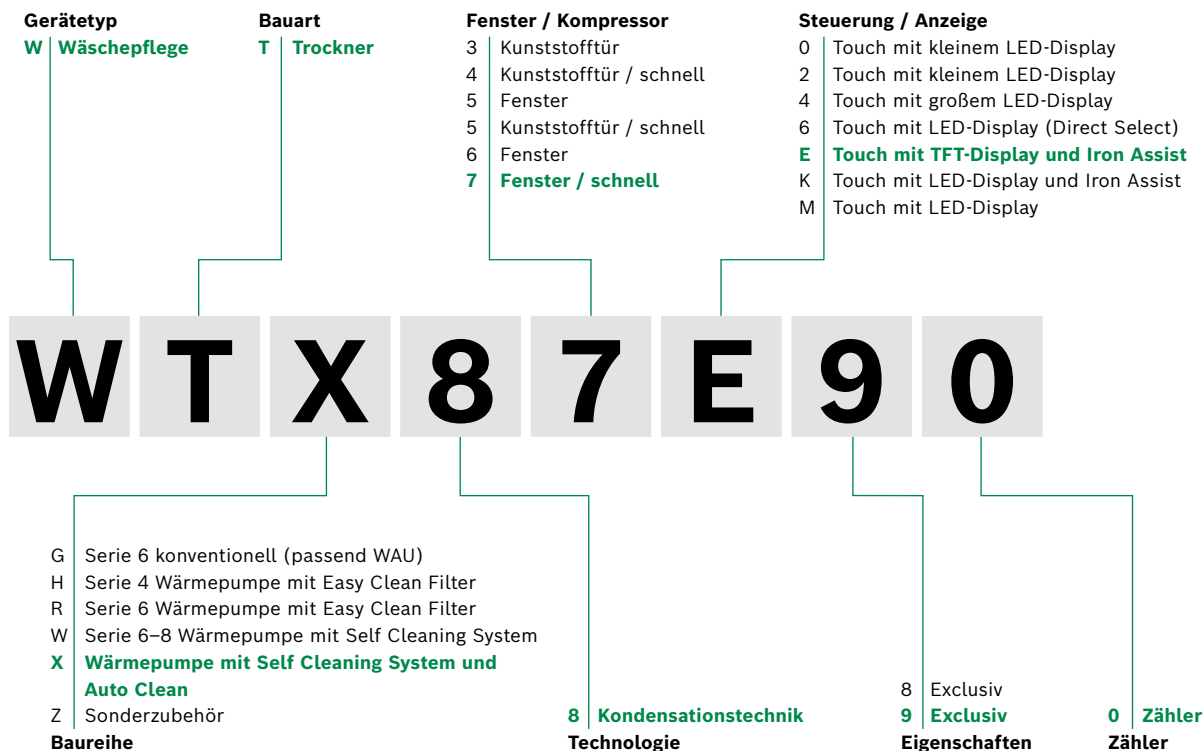 Gerätetyp
W Wäschepflege
Bauart
T Trockner
Fenster / Kompressor
3 Kunststofftür
4 Kunststofftür / schnell
5 Fenster
5 Kunststofftür / schnell
6 Fenster
7 Fenster / schnell
Steuerung / Anzeige
0 Touch mit kleinem LED-Display
2 Touch mit kleinem LED-Display
4 Touch mit großem LED-Display
6 Touch mit LED-Display (Direct Select)
E Touch mit TFT-Display und Iron Assist
K Touch mit LED-Display und Iron Assist
M Touch mit LED-Display
W T X 8 7 E 9 0
G Serie 6 konventionell (passend WAU)
H Serie 4 Wärmepumpe mit Easy Clean Filter
R Serie 6 Wärmepumpe mit Easy Clean Filter
W Serie 6–8 Wärmepumpe mit Self Cleaning System
X Wärmepumpe mit Self Cleaning System und
Auto Clean
Z Sonderzubehör
Baureihe
8 Kondensationstechnik
Technologie
8 Exclusiv
9 Exclusiv
Eigenschaften
0 Zähler
Zähler